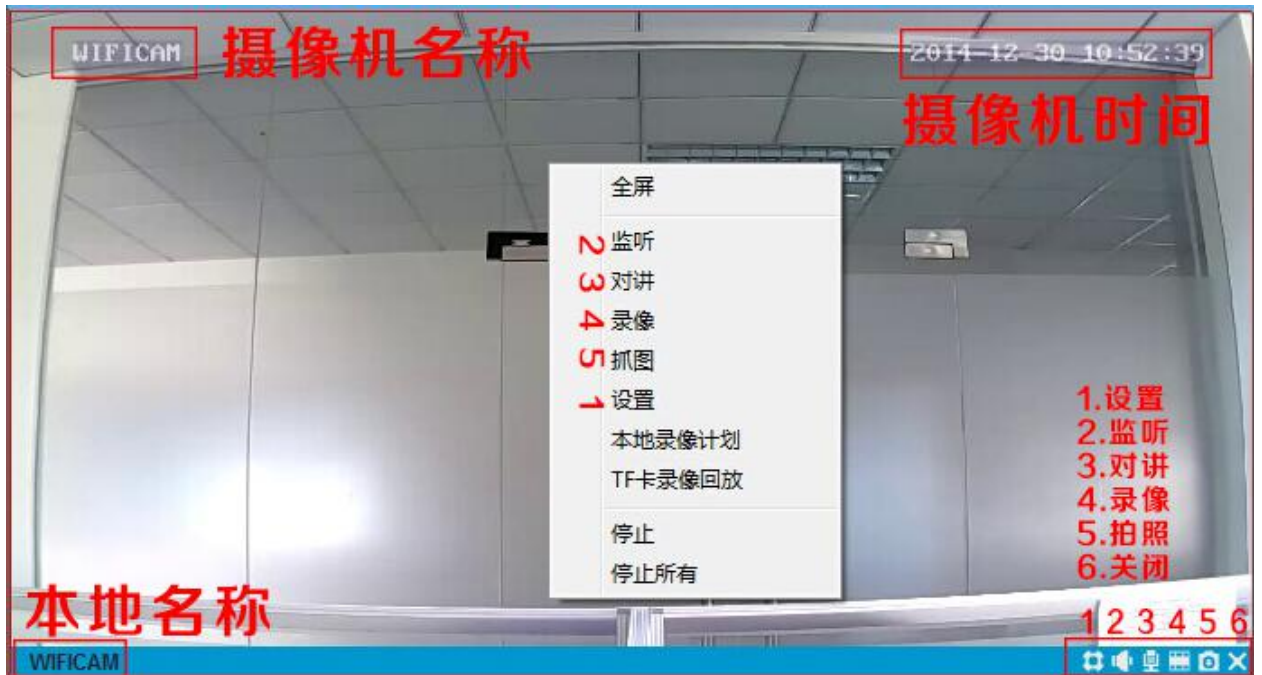 WIFICAM 摄像机名称 2014-12-30 10:52:39
摄像机时间
全屏
2 监听
3 对讲
4 录像
5 抓图
1 设置
本地录像计划
TF卡录像回放
停止
停止所有
1.设置
2.监听
3.对讲
4.录像
5.拍照
6.关闭
本地名称
1 2 3 4 5 6
WIFICAM